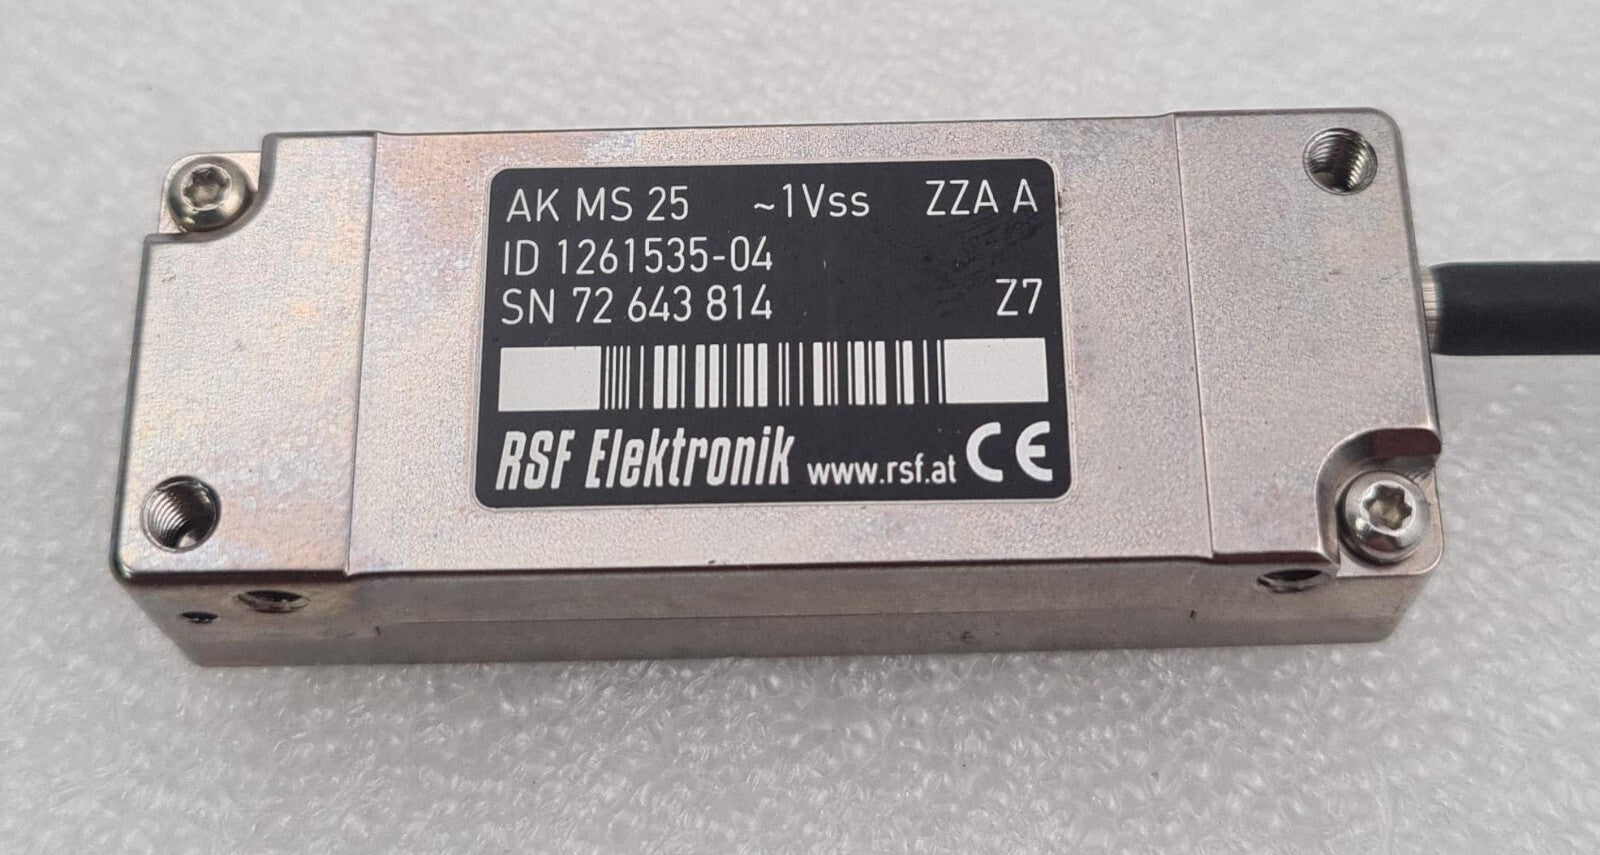 AK MS 25 ~1Vss ZZA A
ID 1261535-04
SN 72 643 814 Z7
RSF Elektronik www.rsf.at CE